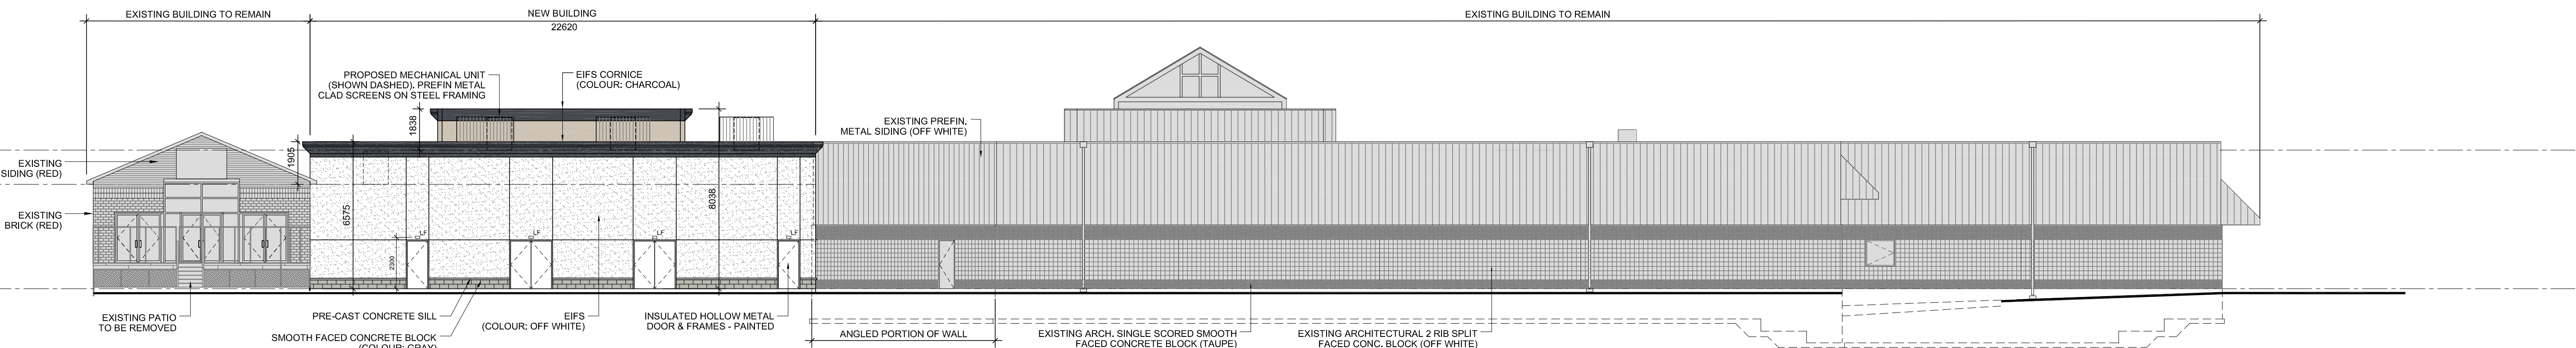 EXISTING BUILDING TO REMAIN
NEW BUILDING
22620
EXISTING BUILDING TO REMAIN
PROPOSED MECHANICAL UNIT
(SHOWN DASHED). PREFIN METAL
CLAD SCREENS ON STEEL FRAMING
EIFS CORNICE
(COLOUR: CHARCOAL)
1838
EXISTING PREFIN.
METAL SIDING (OFF WHITE)
1905
EXISTING
SIDING (RED)
EXISTING
BRICK (RED)
6575
8038
2300
LF
LF
LF
LF
EXISTING PATIO
TO BE REMOVED
PRE-CAST CONCRETE SILL
SMOOTH FACED CONCRETE BLOCK
(COLOUR: GRAY)
EIFS
(COLOUR; OFF WHITE)
INSULATED HOLLOW METAL
DOOR & FRAMES - PAINTED
ANGLED PORTION OF WALL
EXISTING ARCH. SINGLE SCORED SMOOTH
FACED CONCRETE BLOCK (TAUPE)
EXISTING ARCHITECTURAL 2 RIB SPLIT
FACED CONC. BLOCK (OFF WHITE)